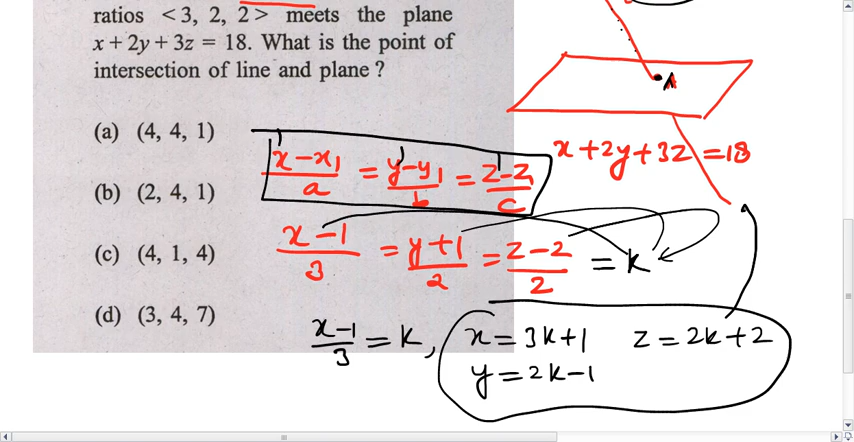 ratios <3, 2, 2> meets the plane
x + 2y + 3z = 18. What is the point of
intersection of line and plane ?
(a) (4, 4, 1)
(b) (2, 4, 1)
(c) (4, 1, 4)
(d) (3, 4, 7)
A
x+2y+3z=18
x-x₁/a = y-y₁/b = z-z₁/c
x-1/3 = y+1/2 = z-2/2 = k
x-1/3 = k, x=3k+1 z=2k+2
y=2k-1